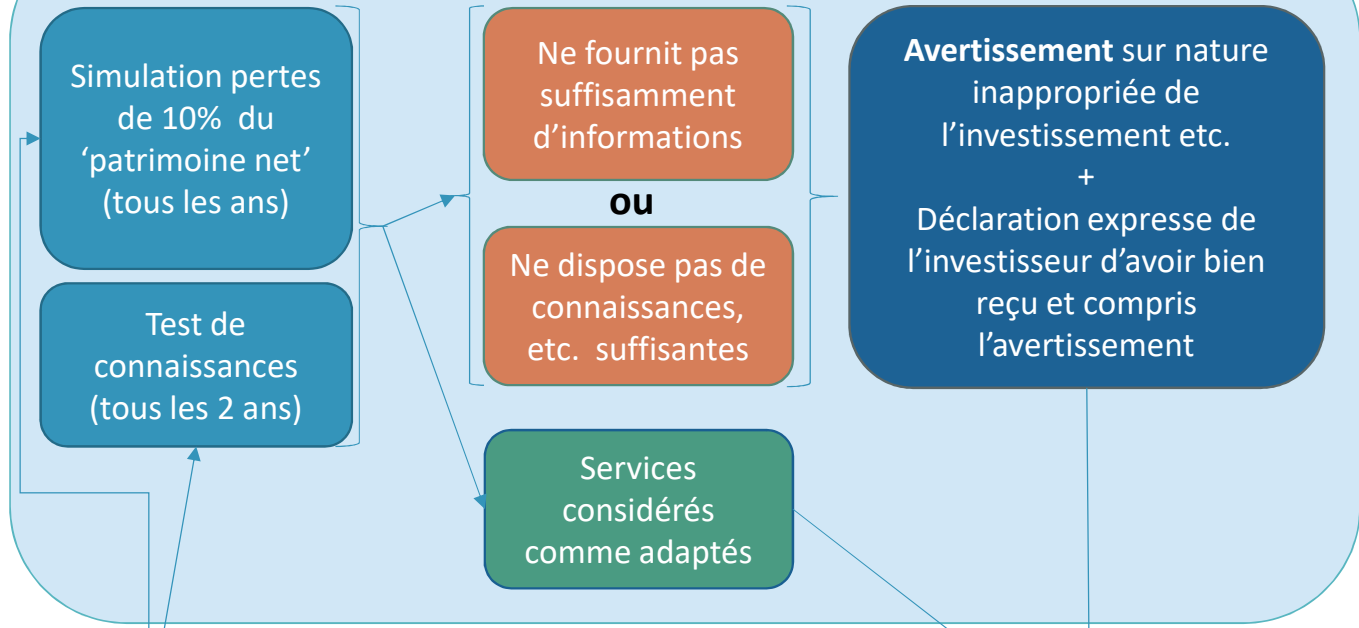 Simulation pertes
de 10% du
‘patrimoine net’
(tous les ans)
Test de
connaissances
(tous les 2 ans)
Ne fournit pas
suffisamment
d’informations
ou
Ne dispose pas de
connaissances,
etc. suffisantes
Services
considérés
comme adaptés
Avertissement sur nature
inappropriée de
l’investissement etc.
+
Déclaration expresse de
l’investisseur d’avoir bien
reçu et compris
l’avertissement